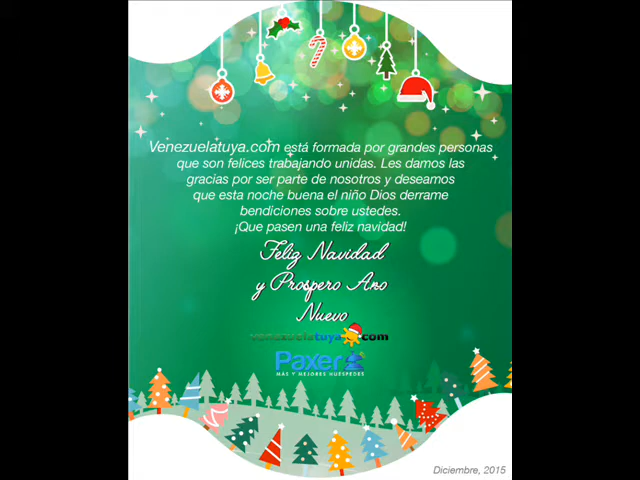 Venezuelatuya.com está formada por grandes personas
que son felices trabajando unidas. Les damos las
gracias por ser parte de nosotros y deseamos
que esta noche buena el niño Dios derrame
bendiciones sobre ustedes.
¡Que pasen una feliz navidad!
Feliz Navidad
y Prospero Ano
Nuevo
venezuelatuya.com
Paxer
MÁS Y MEJORES HUÉSPEDES
Diciembre, 2015